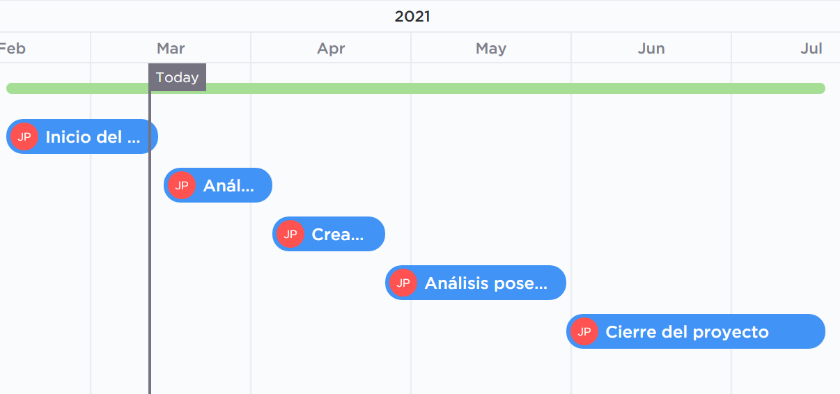 2021
Feb Mar Apr May Jun Jul
Today
JP Inicio del ...
JP Anál...
JP Crea...
JP Análisis pose...
JP Cierre del proyecto